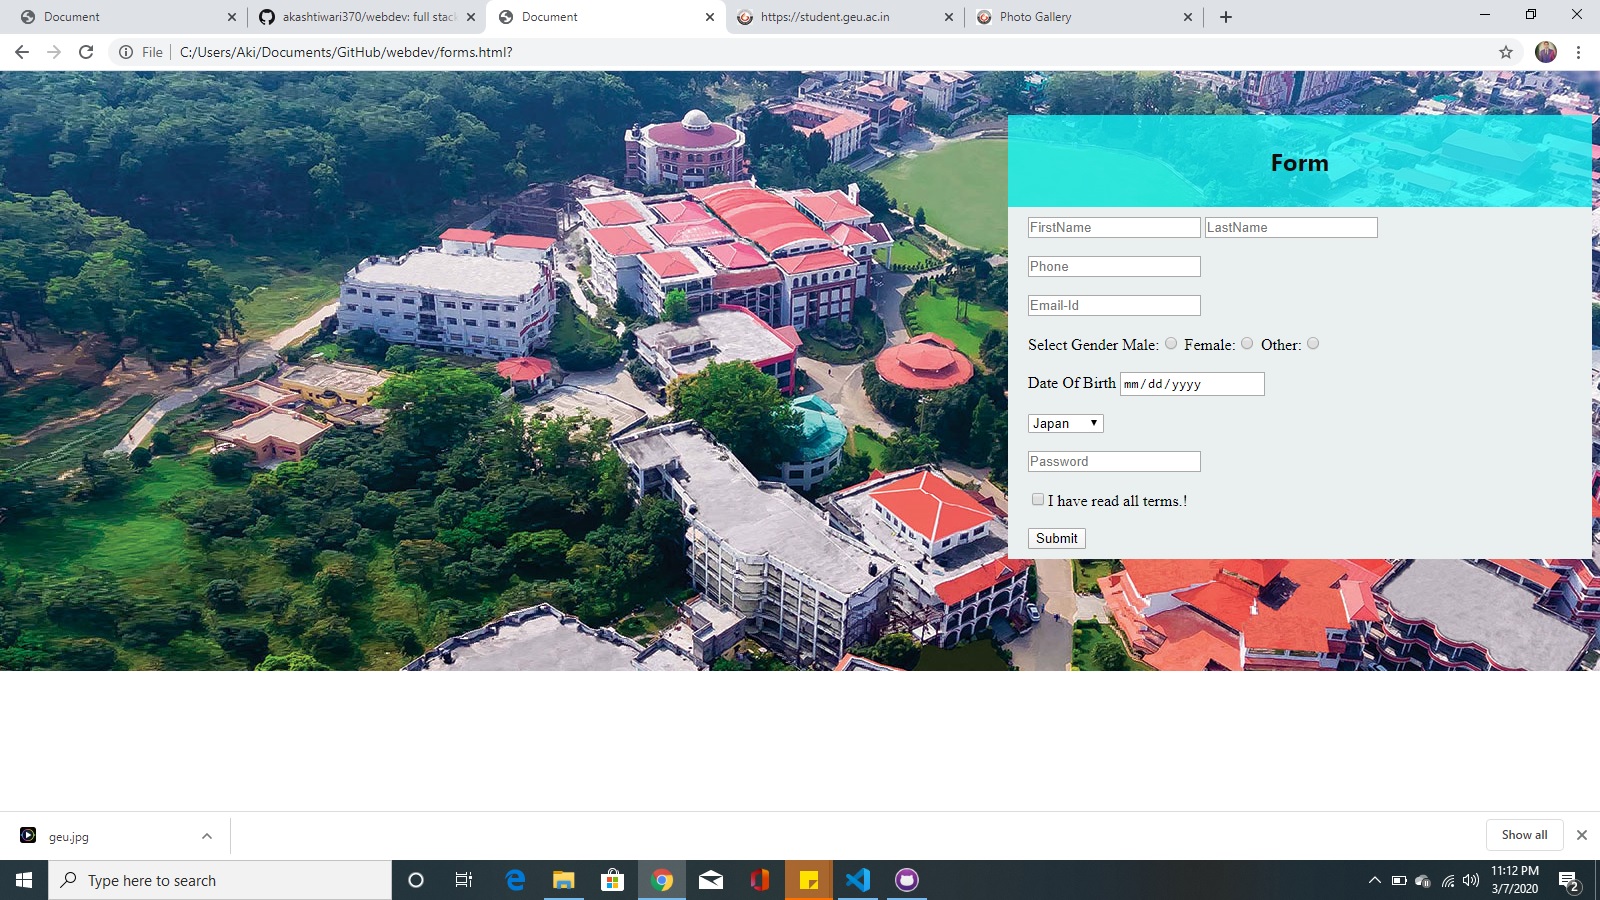 Document
akashtiwari370/webdev: full stack
Document
https://student.geu.ac.in
Photo Gallery
File
C:/Users/Aki/Documents/GitHub/webdev/forms.html?
Form
FirstName LastName
Phone
Email-Id
Select Gender Male: Female: Other:
Date Of Birth mm/dd/yyyy
Japan
Password
I have read all terms.!
Submit
geu.jpg
Show all
Type here to search
11:12 PM
3/7/2020
2